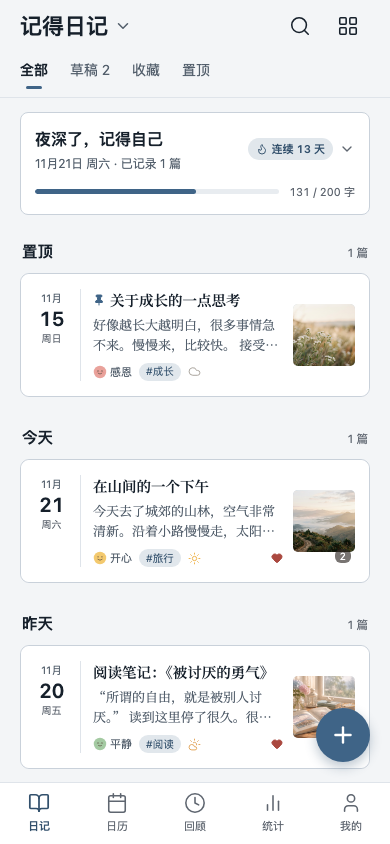 记得日记
全部 草稿 2 收藏 置顶
夜深了，记得自己
11月21日 周六 · 已记录 1 篇
连续 13 天
131 / 200 字
置顶 1 篇
11月
15
周日
关于成长的一点思考
好像越长大越明白，很多事情急
不来。慢慢来，比较快。 接受…
感恩 #成长
今天 1 篇
11月
21
周六
在山间的一个下午
今天去了城郊的山林，空气非常
清新。沿着小路慢慢走，太阳…
开心 #旅行
2
昨天 1 篇
11月
20
周五
阅读笔记：《被讨厌的勇气》
“所谓的自由，就是被别人讨
厌。” 读到这里停了很久。很…
平静 #阅读
日记 日历 回顾 统计 我的